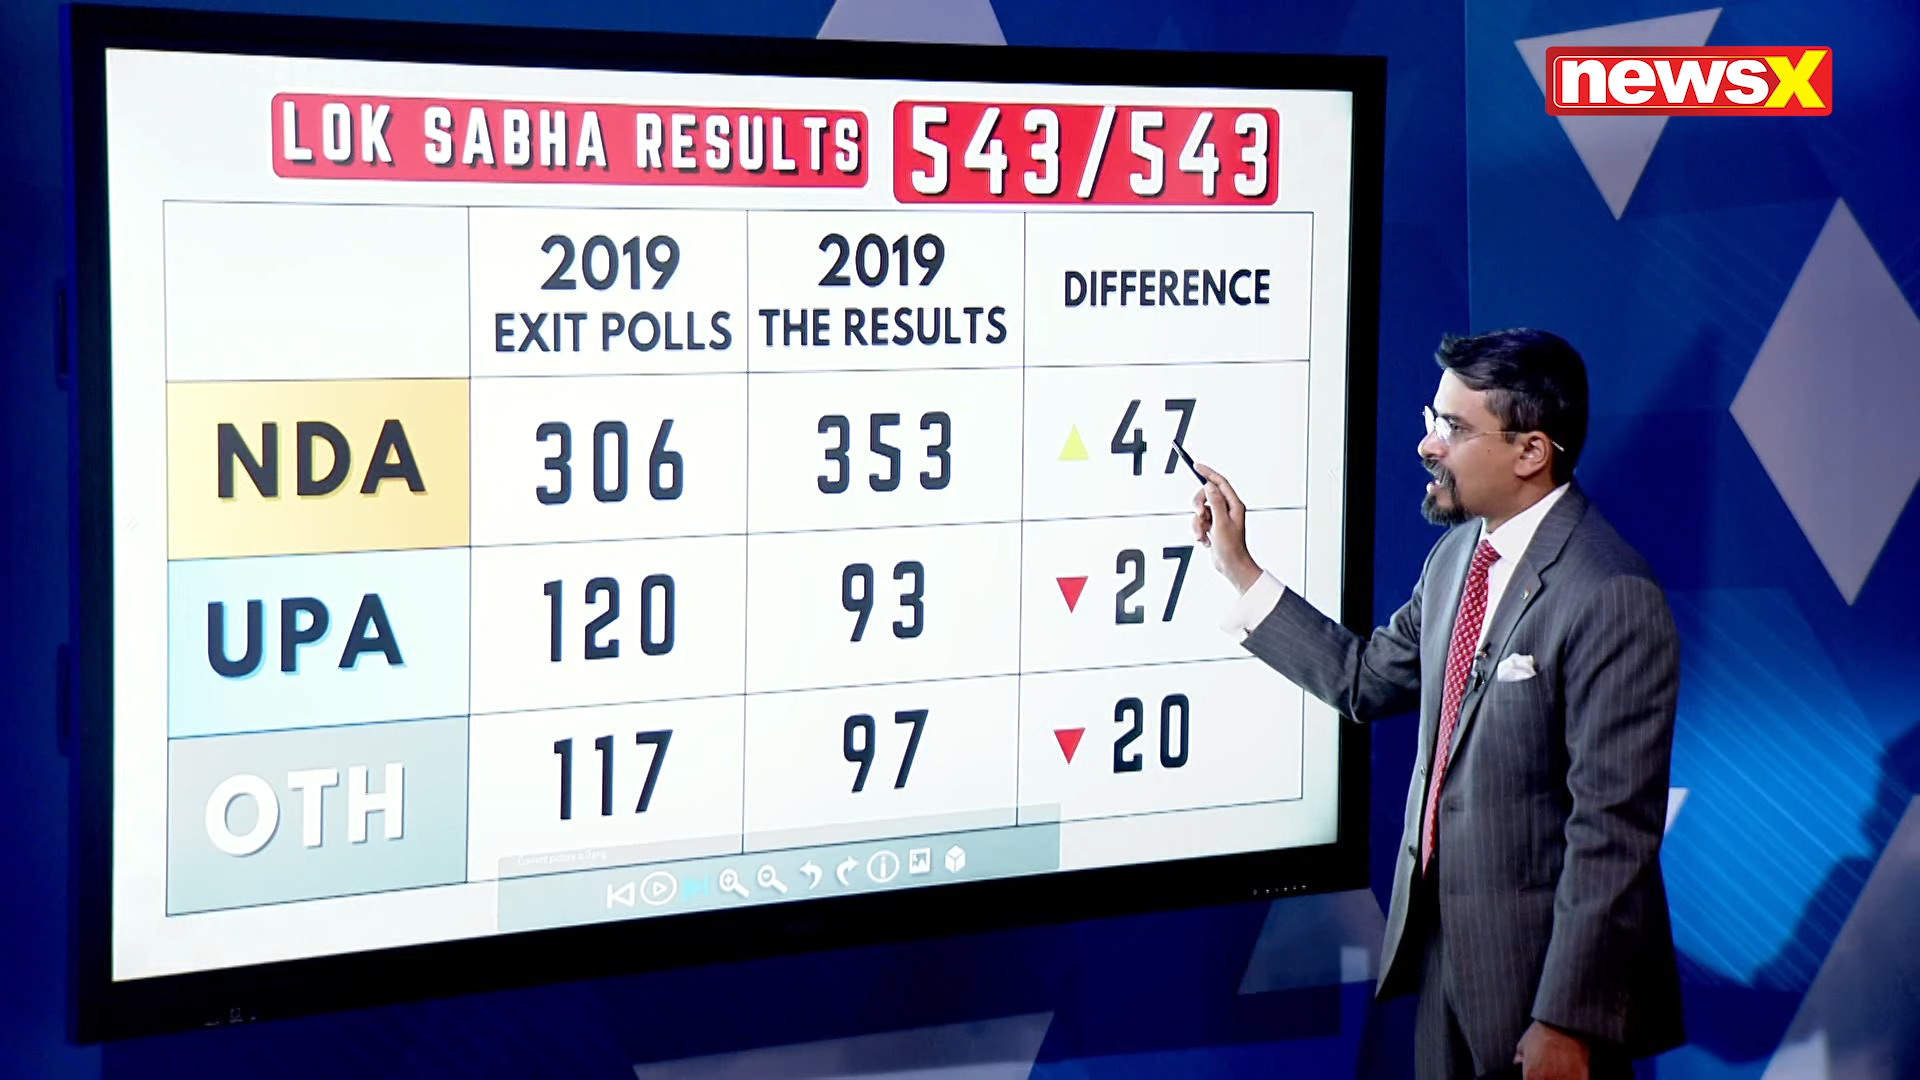 newsX
LOK SABHA RESULTS 543/543
2019 EXIT POLLS
2019 THE RESULTS
DIFFERENCE
NDA 306 353 47
UPA 120 93 27
OTH 117 97 20